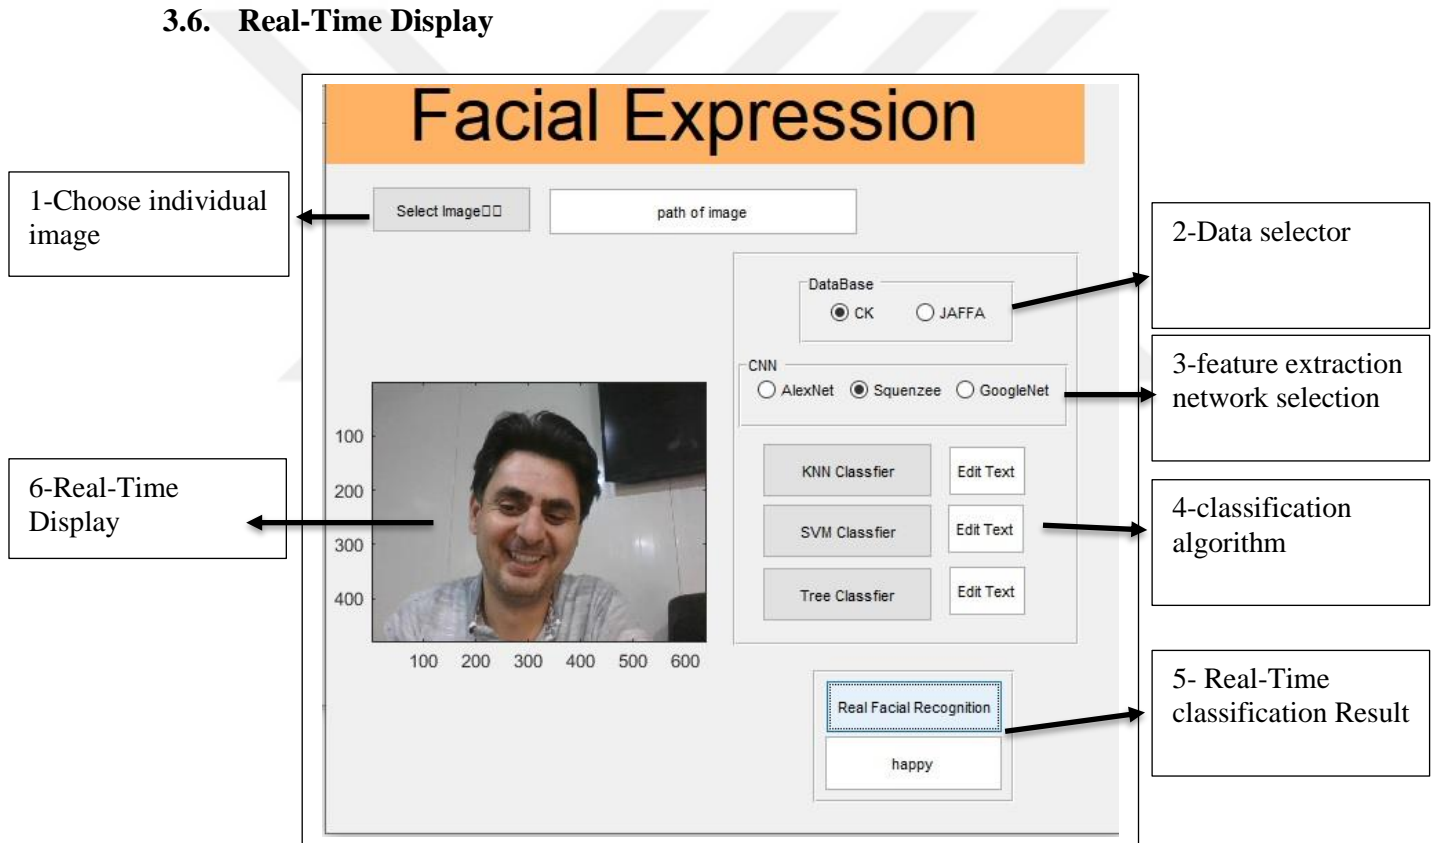 3.6. Real-Time Display
Facial Expression
1-Choose individual
image
Select Image□□
path of image
2-Data selector
DataBase
CK
JAFFA
3-feature extraction
network selection
CNN
AlexNet
Squenzee
GoogleNet
100
200
300
400
100 200 300 400 500 600
6-Real-Time
Display
KNN Classfier
Edit Text
SVM Classfier
Edit Text
Tree Classfier
Edit Text
4-classification
algorithm
Real Facial Recognition
happy
5- Real-Time
classification Result